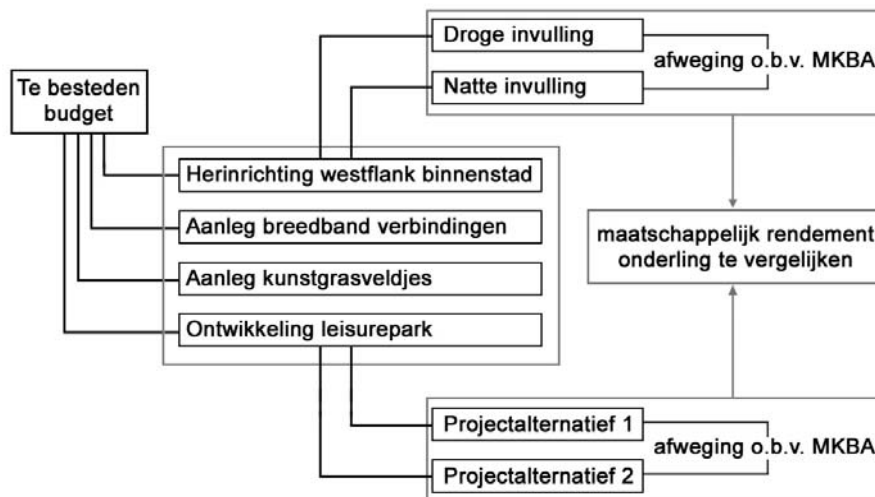 Droge invulling
afweging o.b.v. MKBA
Natte invulling
Te besteden
budget
Herinrichting westflank binnenstad
Aanleg breedband verbindingen
Aanleg kunstgrasveldjes
Ontwikkeling leisurepark
maatschappelijk rendement
onderling te vergelijken
Projectalternatief 1
afweging o.b.v. MKBA
Projectalternatief 2